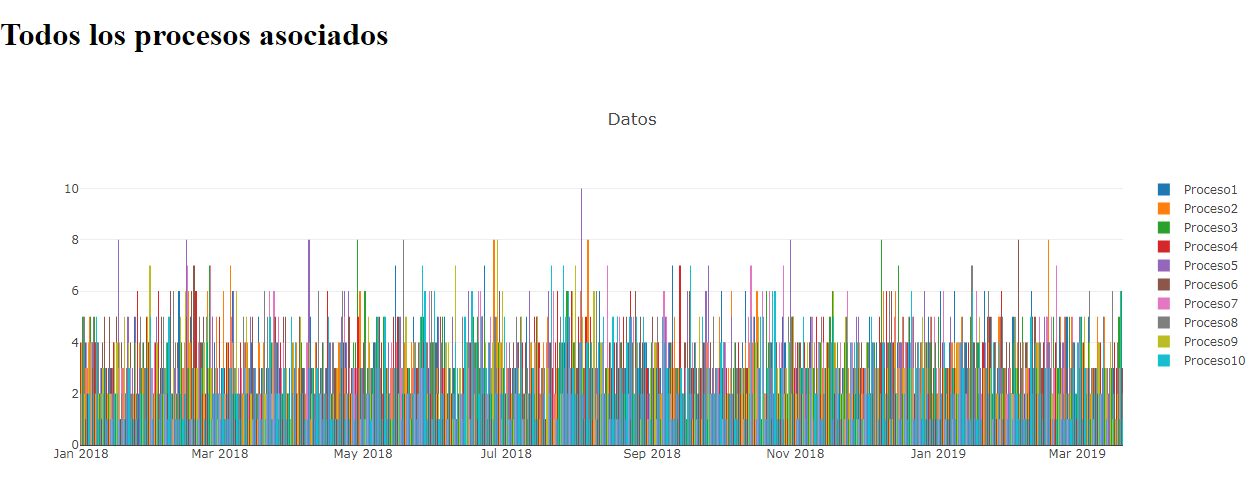 Todos los procesos asociados
Datos
10
8
6
4
2
0
Jan 2018 Mar 2018 May 2018 Jul 2018 Sep 2018 Nov 2018 Jan 2019 Mar 2019
Proceso1
Proceso2
Proceso3
Proceso4
Proceso5
Proceso6
Proceso7
Proceso8
Proceso9
Proceso10